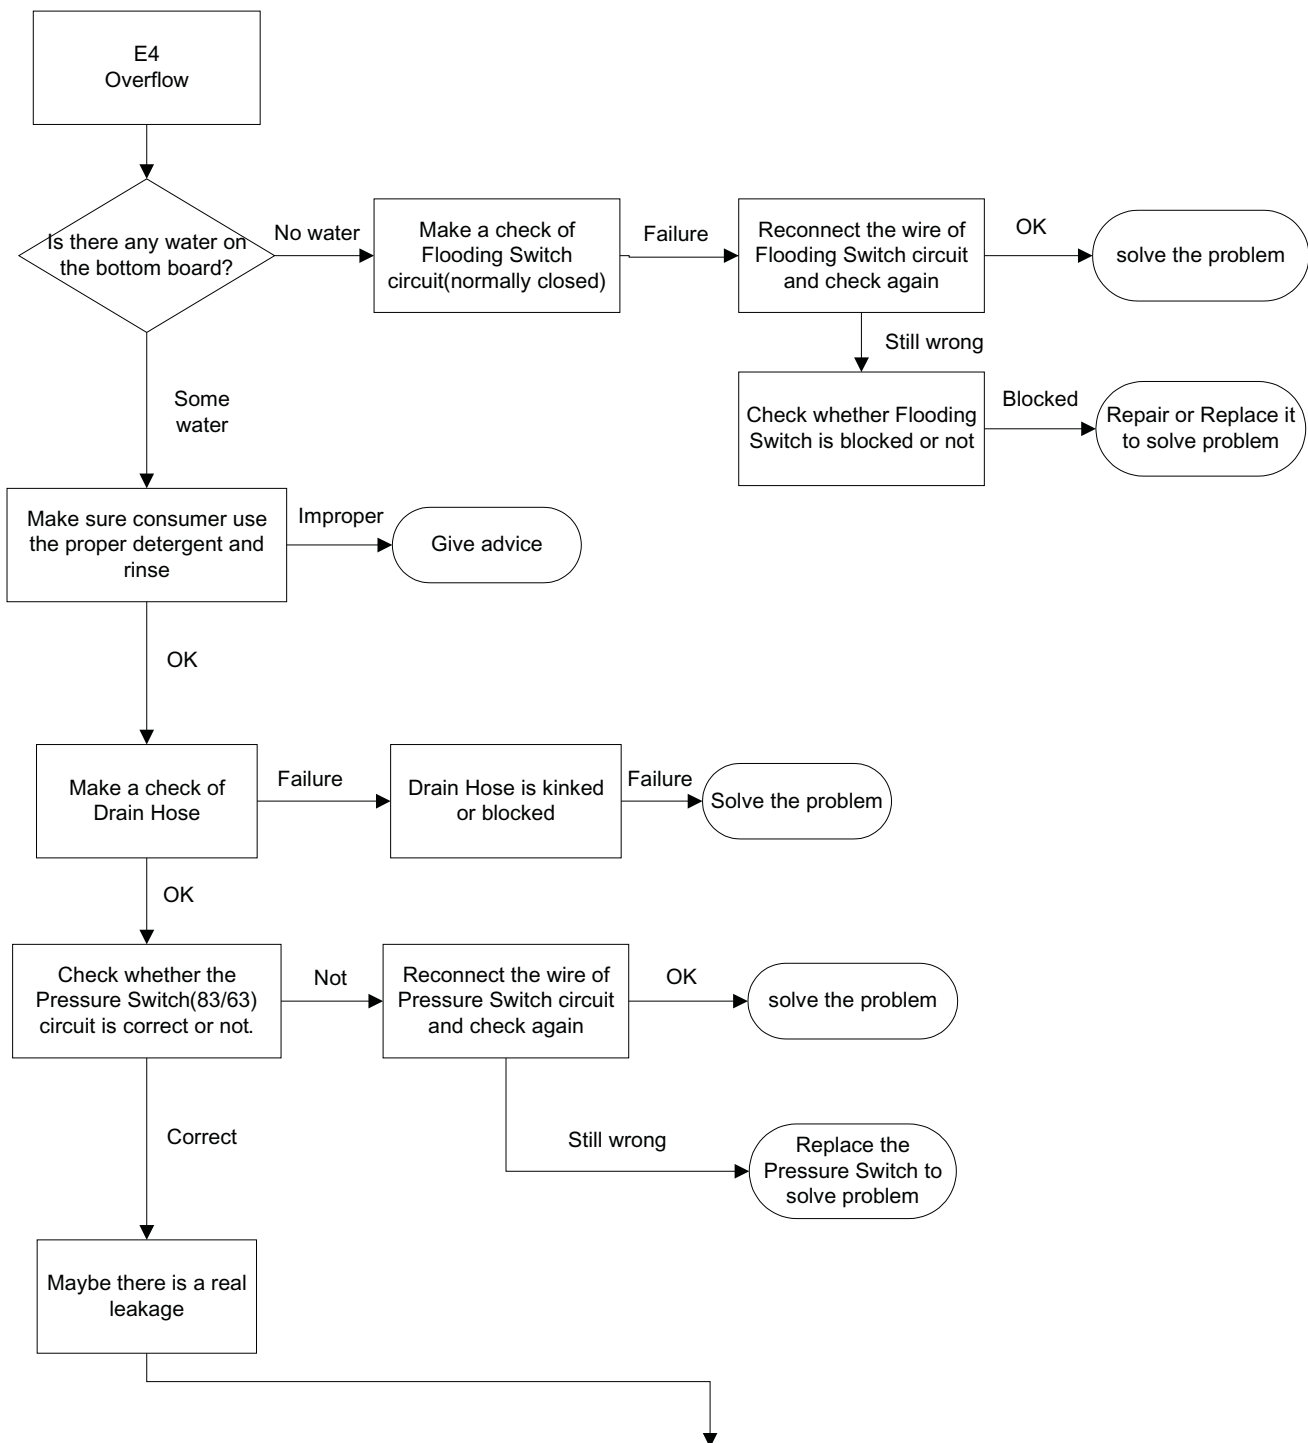 E4
Overflow
Is there any water on
the bottom board?
No water
Make a check of
Flooding Switch
circuit(normally closed)
Failure
Reconnect the wire of
Flooding Switch circuit
and check again
OK
solve the problem
Still wrong
Check whether Flooding
Switch is blocked or not
Blocked
Repair or Replace it
to solve problem
Some
water
Make sure consumer use
the proper detergent and
rinse
Improper
Give advice
OK
Make a check of
Drain Hose
Failure
Drain Hose is kinked
or blocked
Failure
Solve the problem
OK
Check whether the
Pressure Switch(83/63)
circuit is correct or not.
Not
Reconnect the wire of
Pressure Switch circuit
and check again
OK
solve the problem
Still wrong
Replace the
Pressure Switch to
solve problem
Correct
Maybe there is a real
leakage